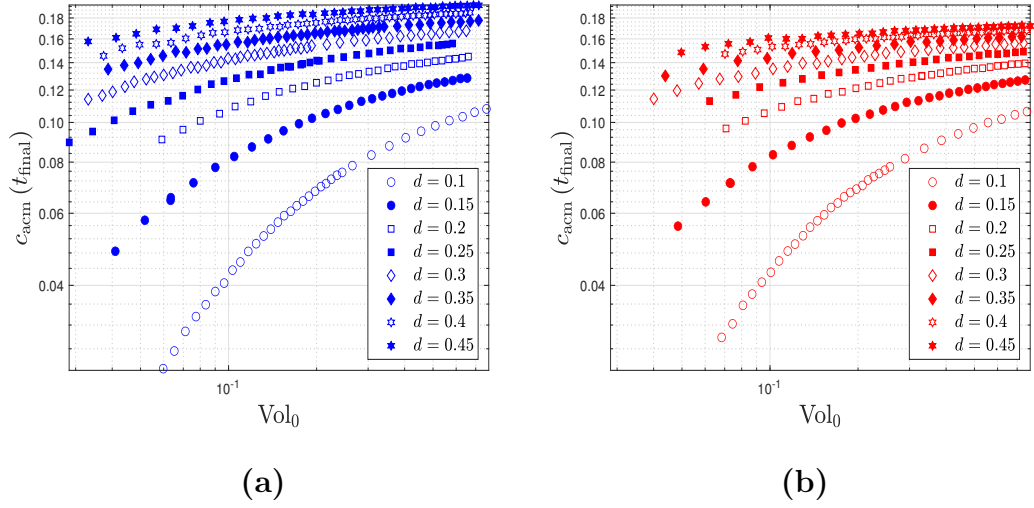 0.18
0.16
0.14
0.12
0.10
0.08
0.06
0.04
c_acm (t_final)
10^-1
Vol_0
d = 0.1
d = 0.15
d = 0.2
d = 0.25
d = 0.3
d = 0.35
d = 0.4
d = 0.45
(a)
0.18
0.16
0.14
0.12
0.10
0.08
0.06
0.04
c_acm (t_final)
10^-1
Vol_0
d = 0.1
d = 0.15
d = 0.2
d = 0.25
d = 0.3
d = 0.35
d = 0.4
d = 0.45
(b)